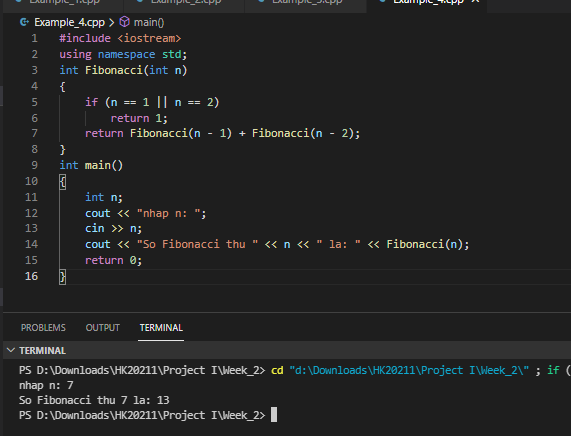 Example_4.cpp > main()
1 #include <iostream>
2 using namespace std;
3 int Fibonacci(int n)
4 {
5 if (n == 1 || n == 2)
6 return 1;
7 return Fibonacci(n - 1) + Fibonacci(n - 2);
8 }
9 int main()
10 {
11 int n;
12 cout << "nhap n: ";
13 cin >> n;
14 cout << "So Fibonacci thu " << n << " la: " << Fibonacci(n);
15 return 0;
16 }
PROBLEMS OUTPUT TERMINAL
TERMINAL
PS D:\Downloads\HK20211\Project I\Week_2> cd "d:\Downloads\HK20211\Project I\Week_2\" ; if (
nhap n: 7
So Fibonacci thu 7 la: 13
PS D:\Downloads\HK20211\Project I\Week_2>